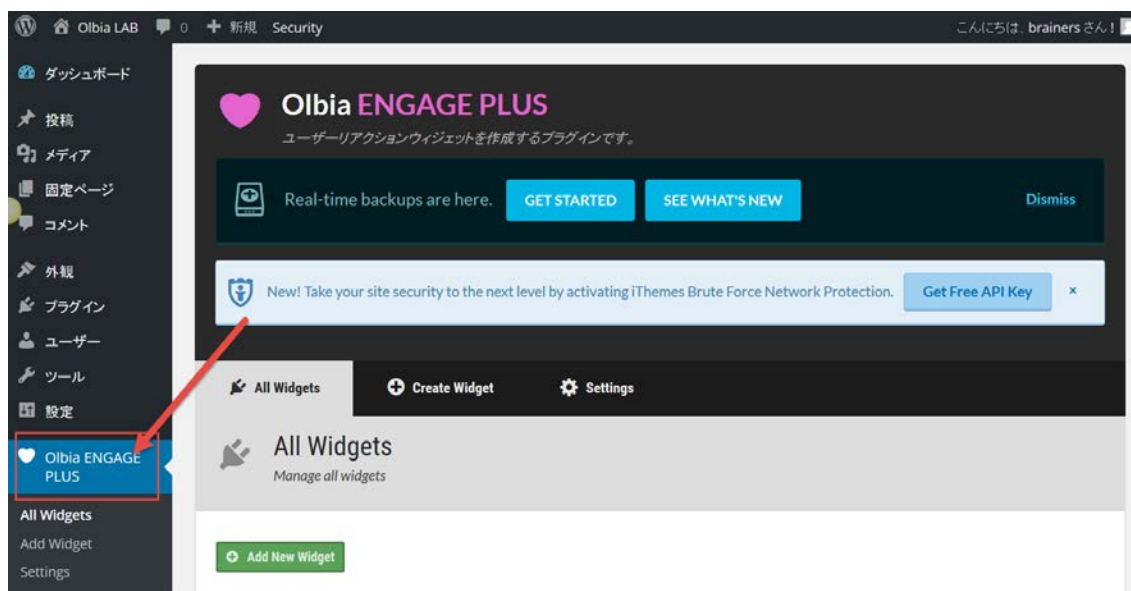 Olbia LAB 0 新規 Security こんにちは、brainers さん!
ダッシュボード
投稿
メディア
固定ページ
コメント
外観
プラグイン
ユーザー
ツール
設定
Olbia ENGAGE
PLUS
All Widgets
Add Widget
Settings
Olbia ENGAGE PLUS
ユーザーリアクションウィジェットを作成するプラグインです。
Real-time backups are here. GET STARTED SEE WHAT'S NEW Dismiss
New! Take your site security to the next level by activating iThemes Brute Force Network Protection. Get Free API Key ×
All Widgets Create Widget Settings
All Widgets
Manage all widgets
Add New Widget